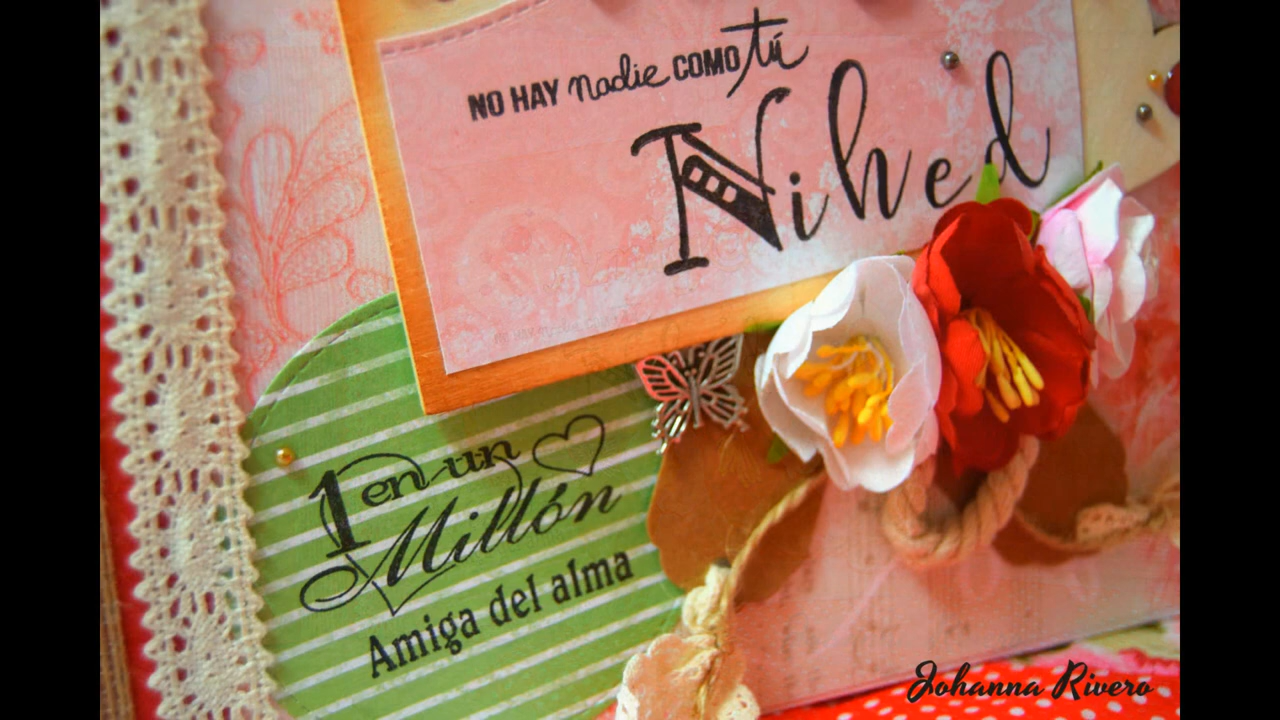 NO HAY nadie COMO tú
Nihed
1 en un
Millón
Amiga del alma
Johanna Rivero